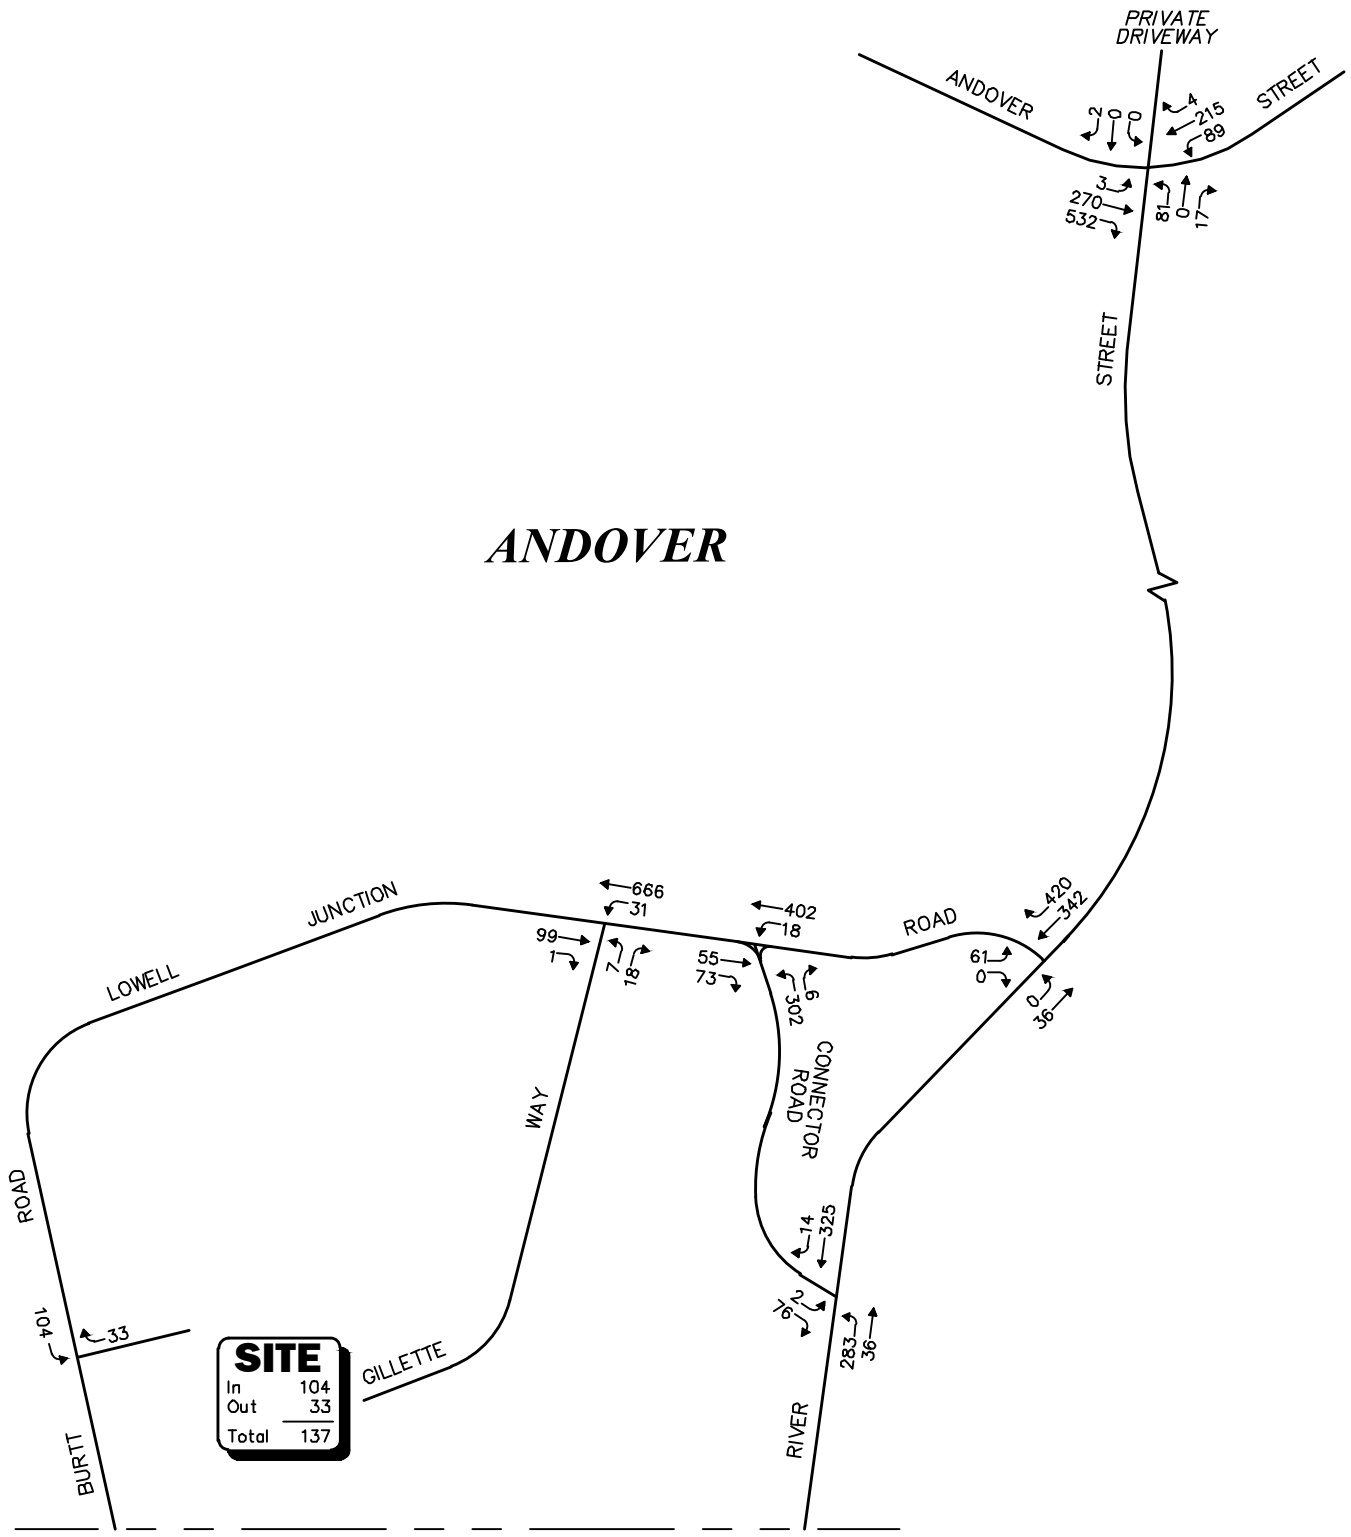 PRIVATE
DRIVEWAY
ANDOVER
STREET
2
0
0
4
215
89
3
270
532
81
0
17
STREET
ANDOVER
LOWELL
JUNCTION
ROAD
666
31
99
1
7
18
402
18
55
73
302
6
420
342
61
0
0
36
CONNECTOR
ROAD
WAY
14
325
2
76
283
36
ROAD
104
33
SITE
In 104
Out 33
Total 137
GILLETTE
BURTT
RIVER